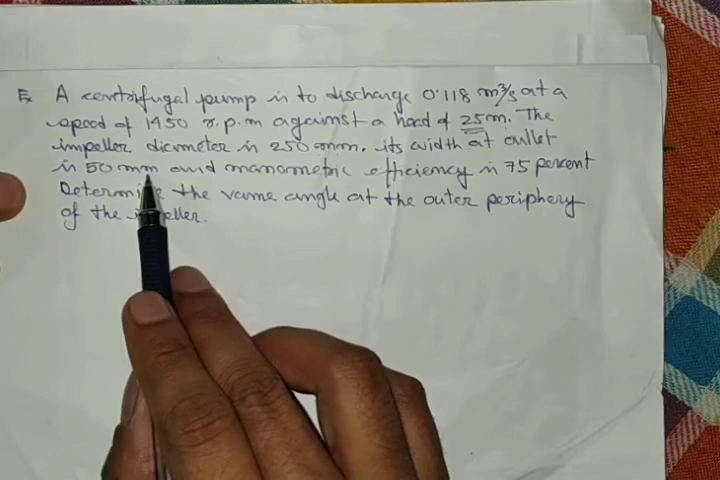 Ex A centrifugal pump is to discharge 0.118 m³/s at a
speed of 1450 r.p.m against a head of 25m. The
impeller diameter is 250 mm. its width at outlet
is 50 mm and manometric efficiency is 75 percent
Determine the vane angle at the outer periphery
of the impeller.